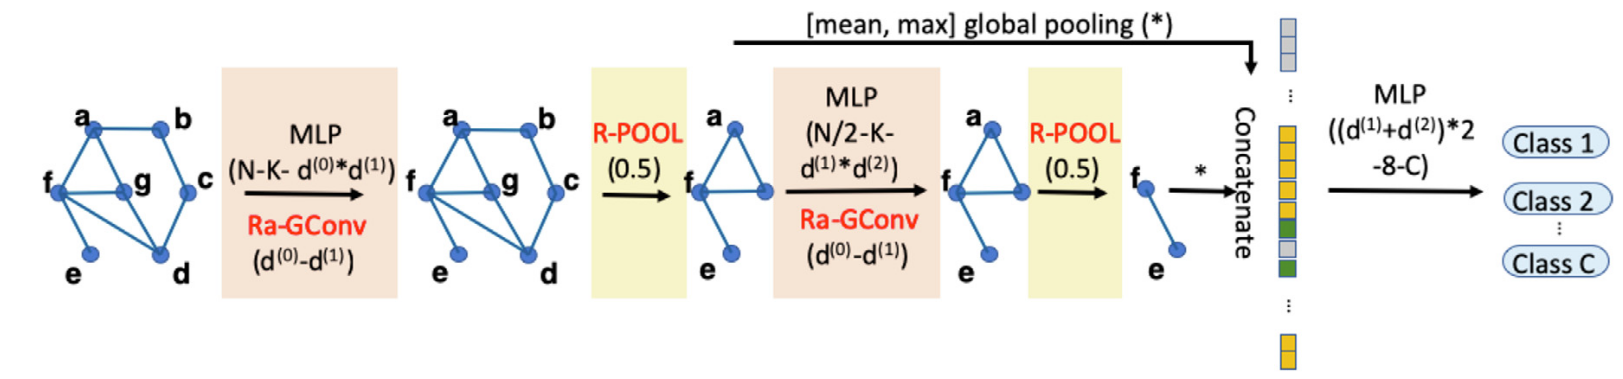 [mean, max] global pooling (*)
a
b
c
d
e
f
g
MLP
(N-K- d⁽⁰⁾*d⁽¹⁾)
Ra-GConv
(d⁽⁰⁾-d⁽¹⁾)
a
b
c
d
e
f
g
R-POOL
(0.5)
a
f
e
MLP
(N/2-K-
d⁽¹⁾*d⁽²⁾)
Ra-GConv
(d⁽⁰⁾-d⁽¹⁾)
a
f
e
R-POOL
(0.5)
f
e
*
Concatenate
...
...
MLP
((d⁽¹⁾+d⁽²⁾)*2
-8-C)
Class 1
Class 2
...
Class C